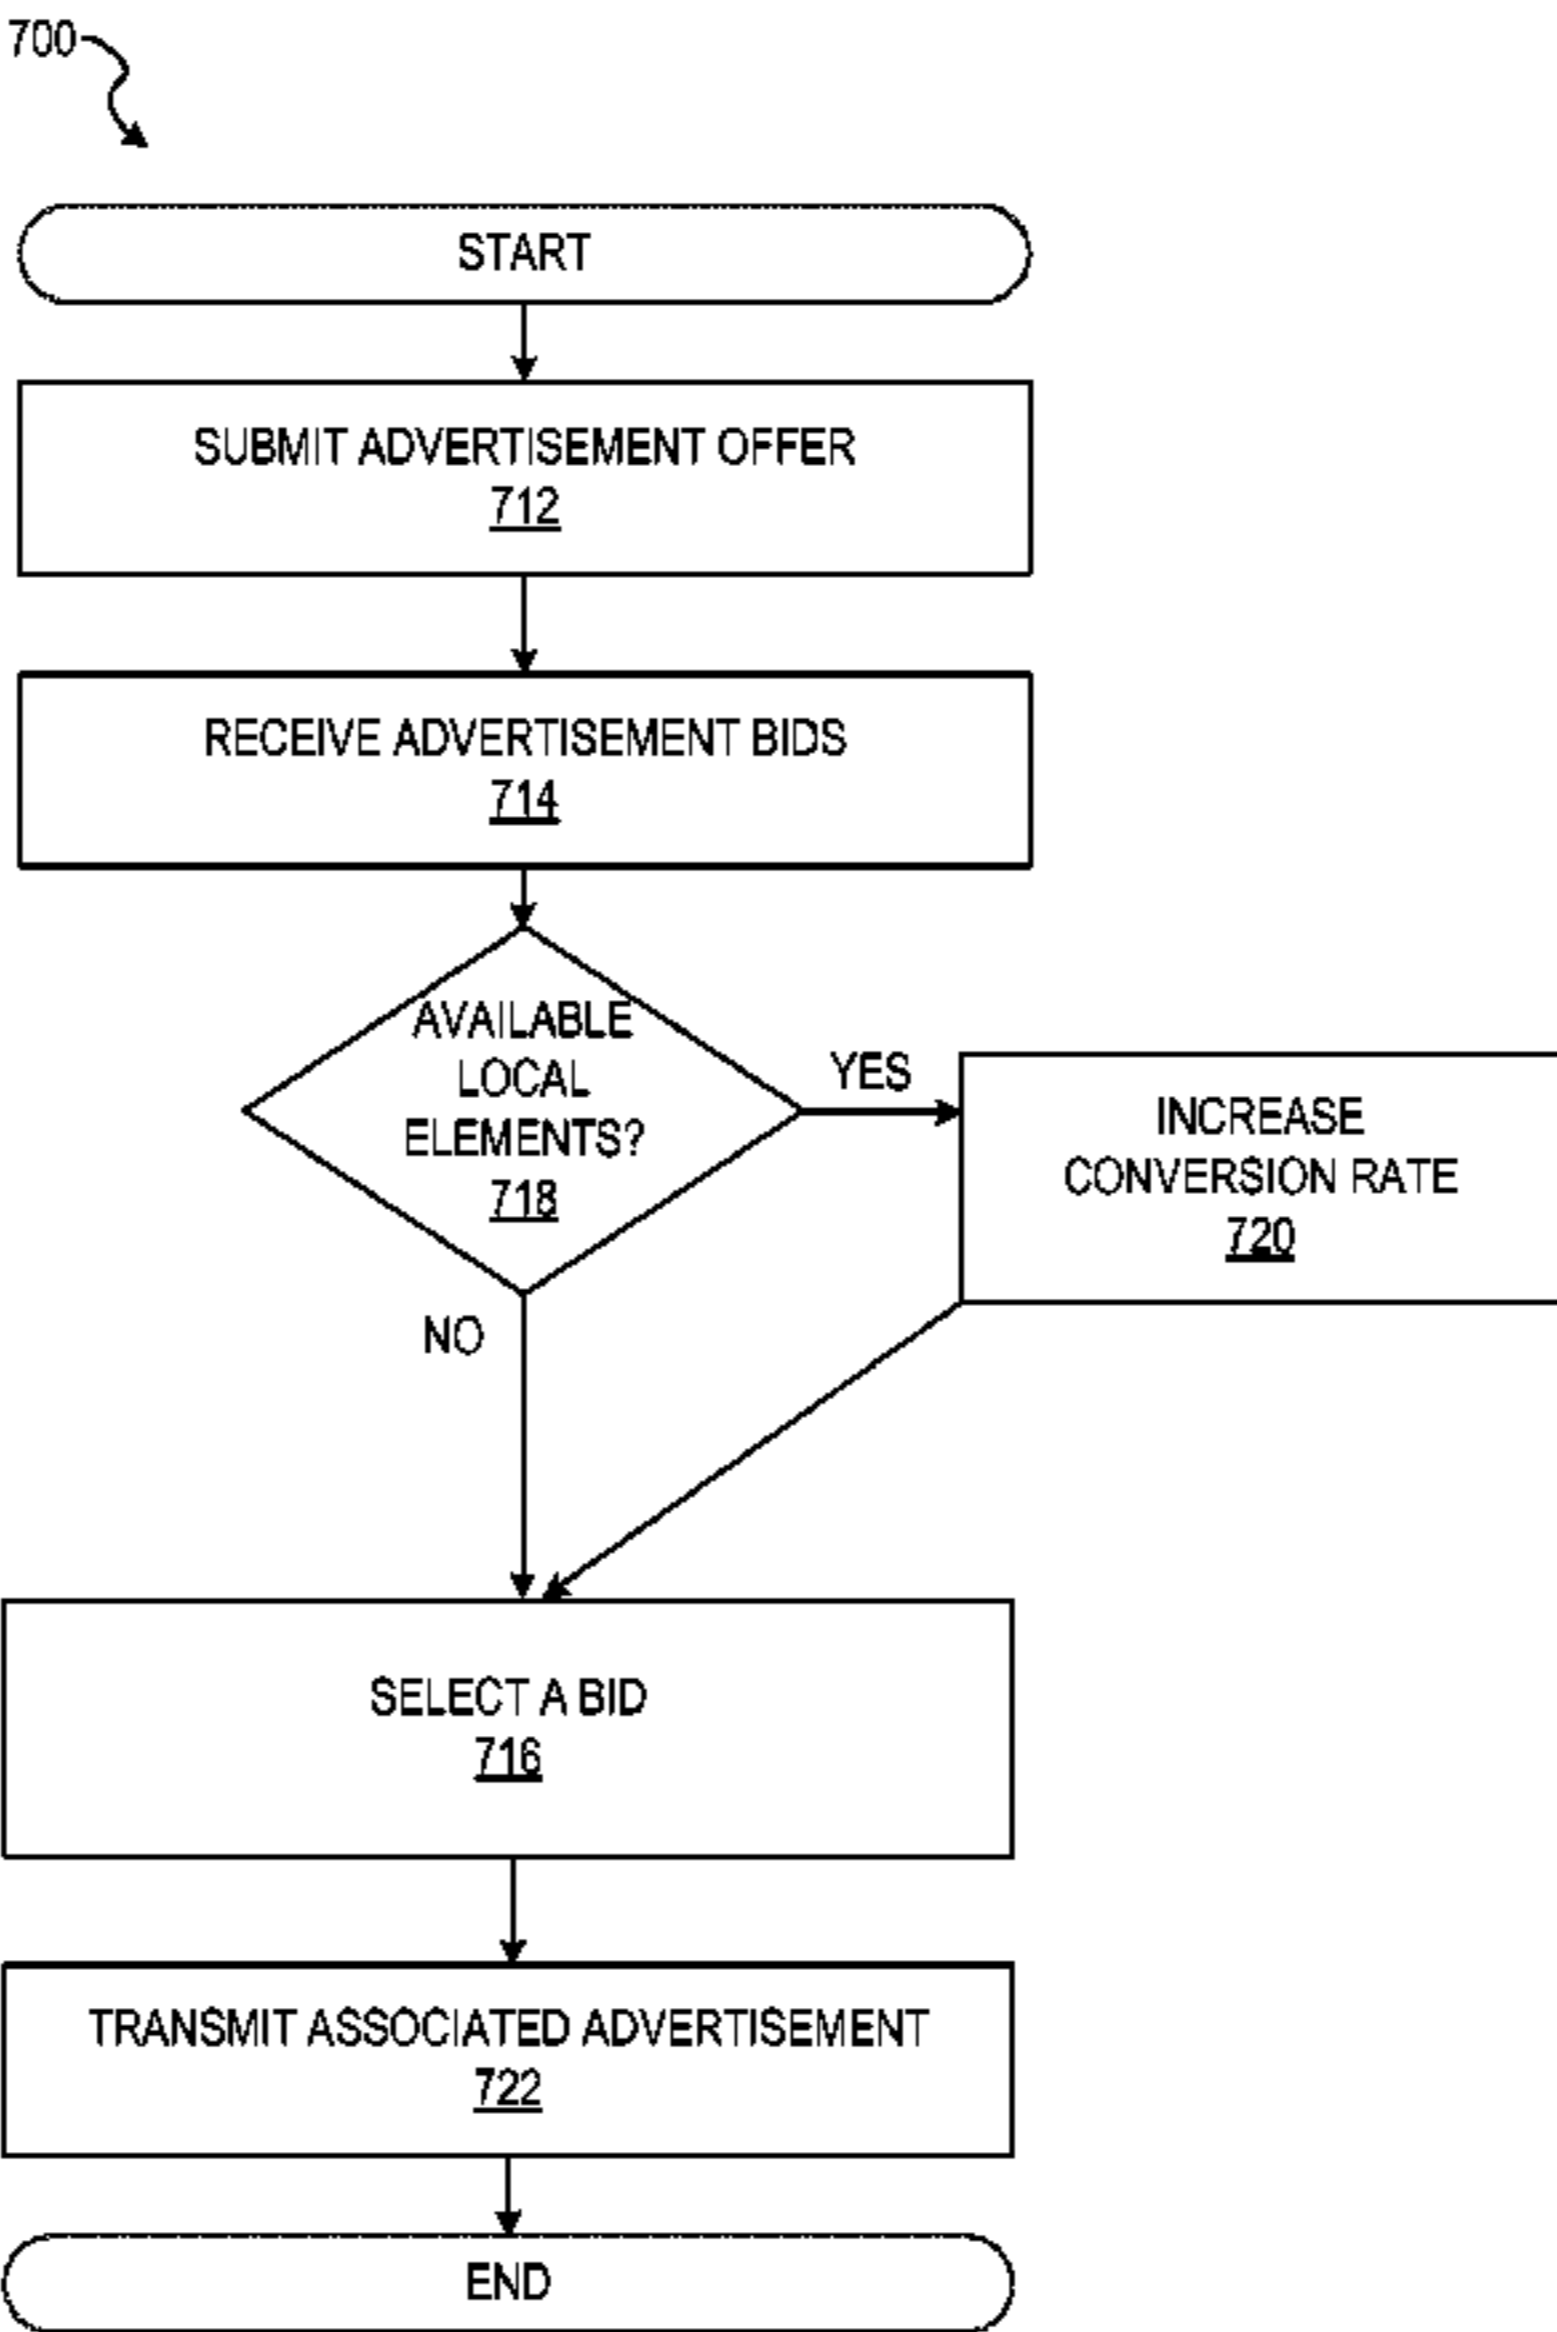 700
START
SUBMIT ADVERTISEMENT OFFER
712
RECEIVE ADVERTISEMENT BIDS
714
AVAILABLE
LOCAL
ELEMENTS?
718
YES
INCREASE
CONVERSION RATE
720
NO
SELECT A BID
716
TRANSMIT ASSOCIATED ADVERTISEMENT
722
END